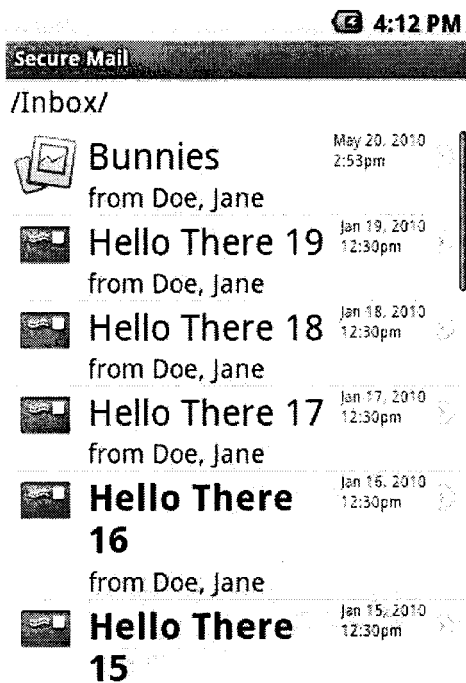 4:12 PM
Secure Mail
/Inbox/
Bunnies
May 20, 2010
2:53pm
from Doe, Jane
Hello There 19
Jan 19, 2010
12:30pm
from Doe, Jane
Hello There 18
Jan 18, 2010
12:30pm
from Doe, Jane
Hello There 17
Jan 17, 2010
12:30pm
from Doe, Jane
Hello There
16
Jan 16, 2010
12:30pm
from Doe, Jane
Hello There
15
Jan 15, 2010
12:30pm